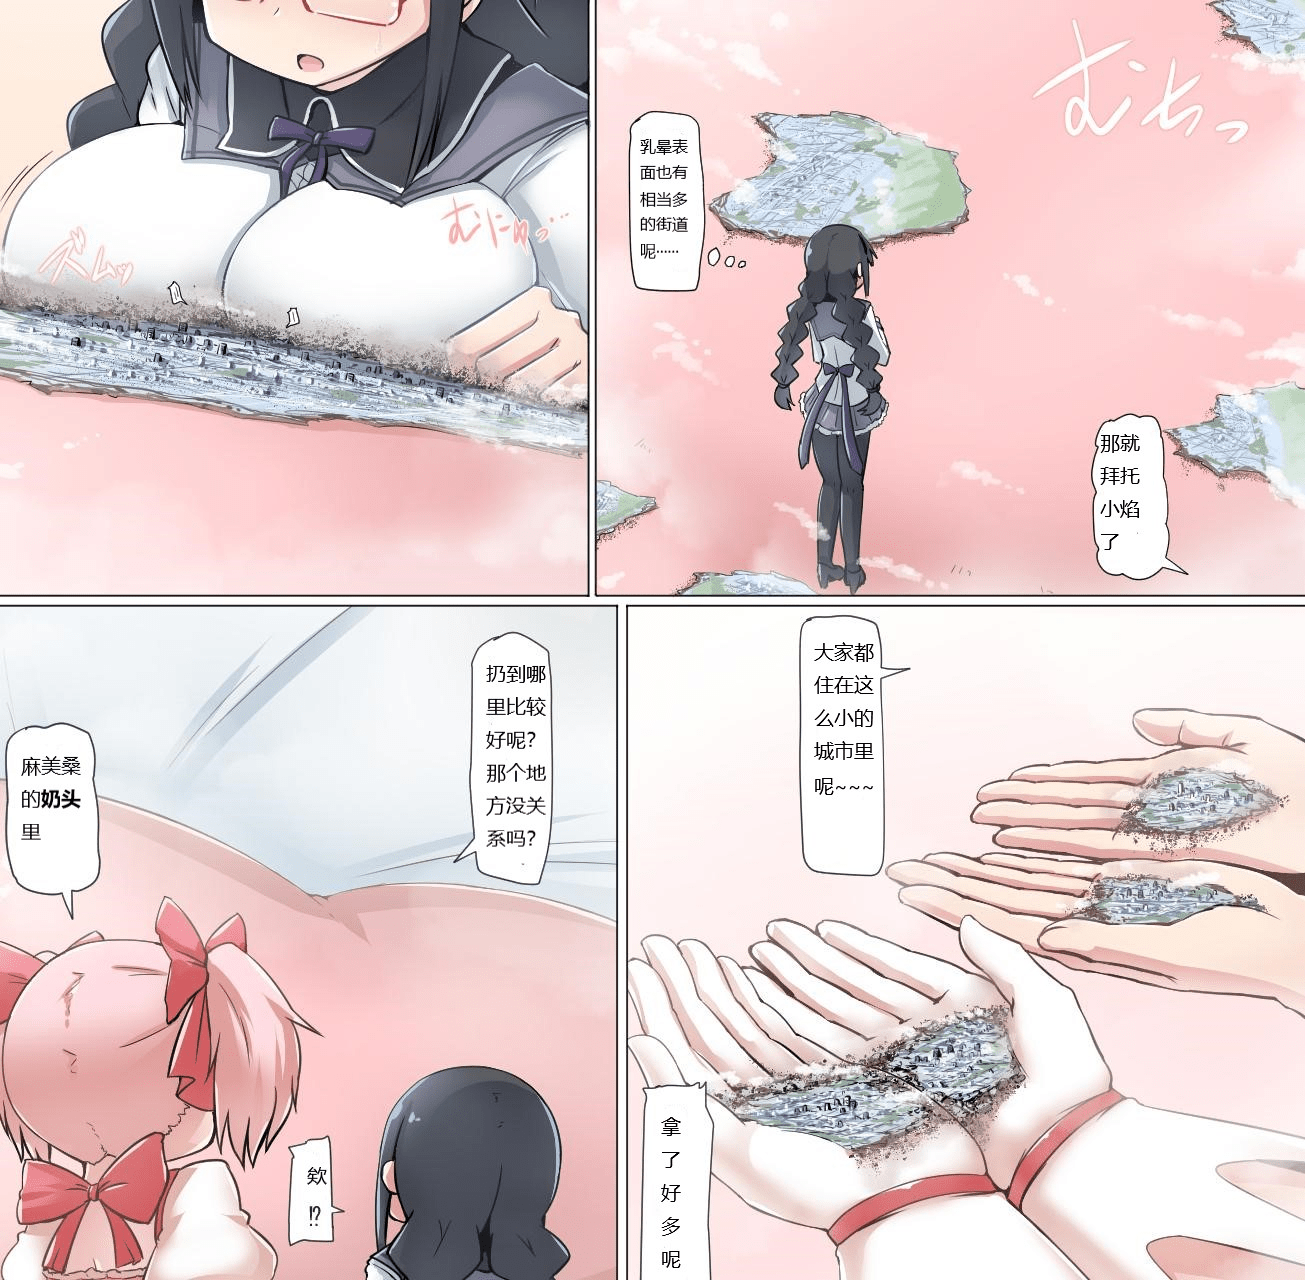 ズムッ
むにゅっ…
むちっ
乳晕表
面也有
相当多
的街道
呢……
那就
拜托
小焰
了
麻美桑
的奶头
里
扔到哪
里比较
好呢？
那个地
方没关
系吗？
欸
!?
大家都
住在这
么小的
城市里
呢~~~
拿
了
好
多
呢